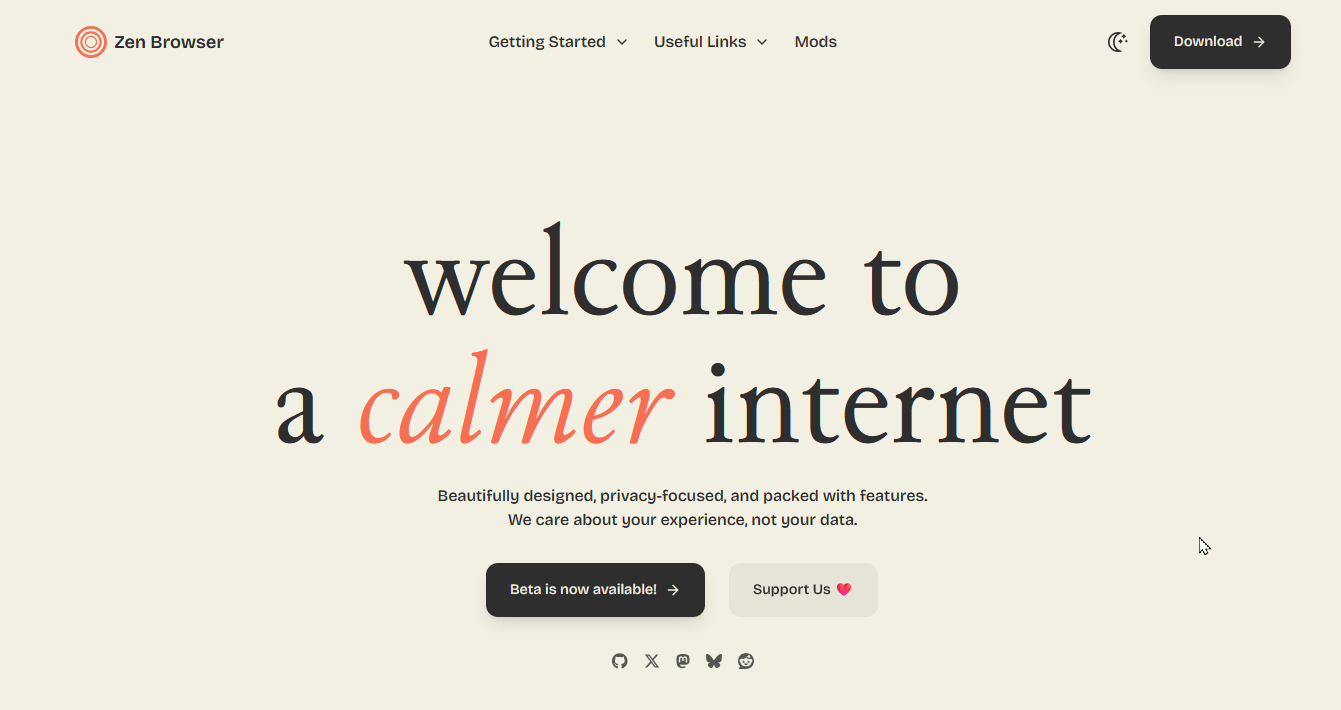 Zen Browser
Getting Started
Useful Links
Mods
Download
welcome to
a calmer internet
Beautifully designed, privacy-focused, and packed with features.
We care about your experience, not your data.
Beta is now available!
Support Us